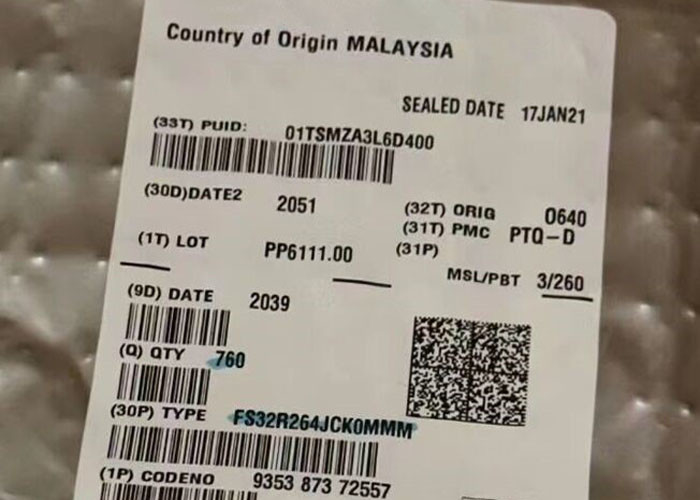 Country of Origin MALAYSIA
SEALED DATE 17JAN21
(33T) PUID: 01TSMZA3L6D400
(30D)DATE2 2051
(32T) ORIG 0640
(31T) PMC PTQ-D
(1T) LOT PP6111.00
(31P)
MSL/PBT 3/260
(9D) DATE 2039
(Q) QTY 760
(30P) TYPE FS32R264JCK0MMM
(1P) CODENO 9353 873 72557